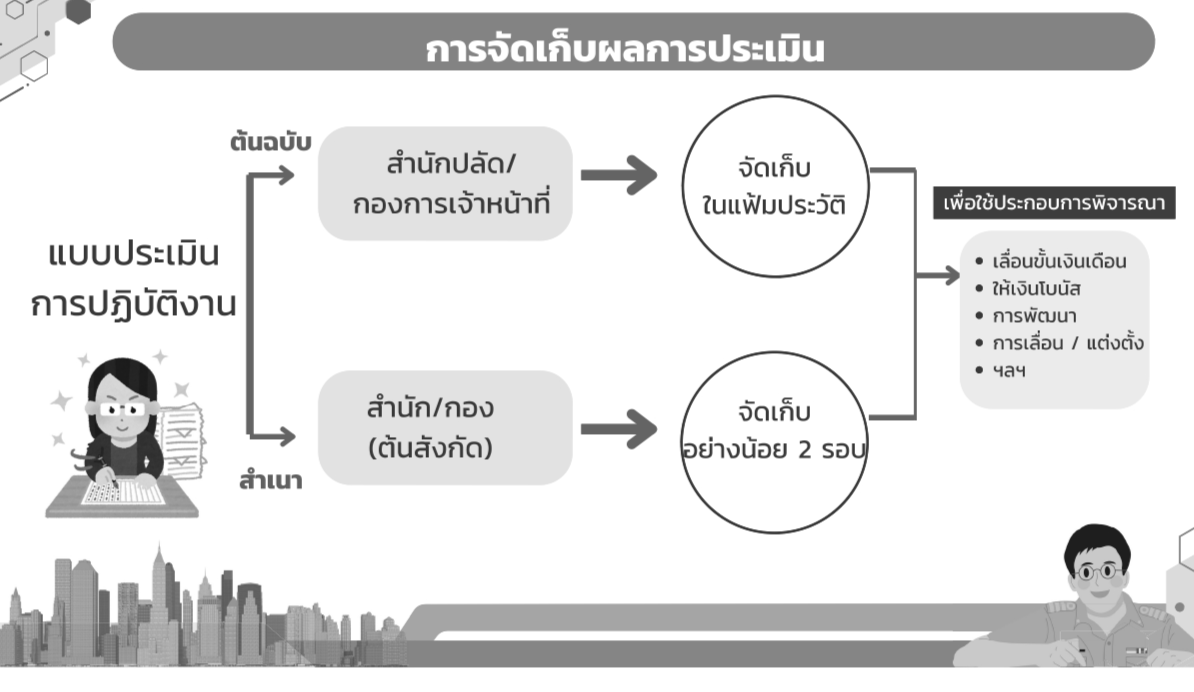 การจัดเก็บผลการประเมิน
ต้นฉบับ
สำนักปลัด/
กองการเจ้าหน้าที่
จัดเก็บ
ในแฟ้มประวัติ
เพื่อใช้ประกอบการพิจารณา
แบบประเมิน
การปฏิบัติงาน
• เลื่อนขั้นเงินเดือน
• ให้เงินโบนัส
• การพัฒนา
• การเลื่อน / แต่งตั้ง
• ฯลฯ
สำนัก/กอง
(ต้นสังกัด)
จัดเก็บ
อย่างน้อย 2 รอบ
สำเนา